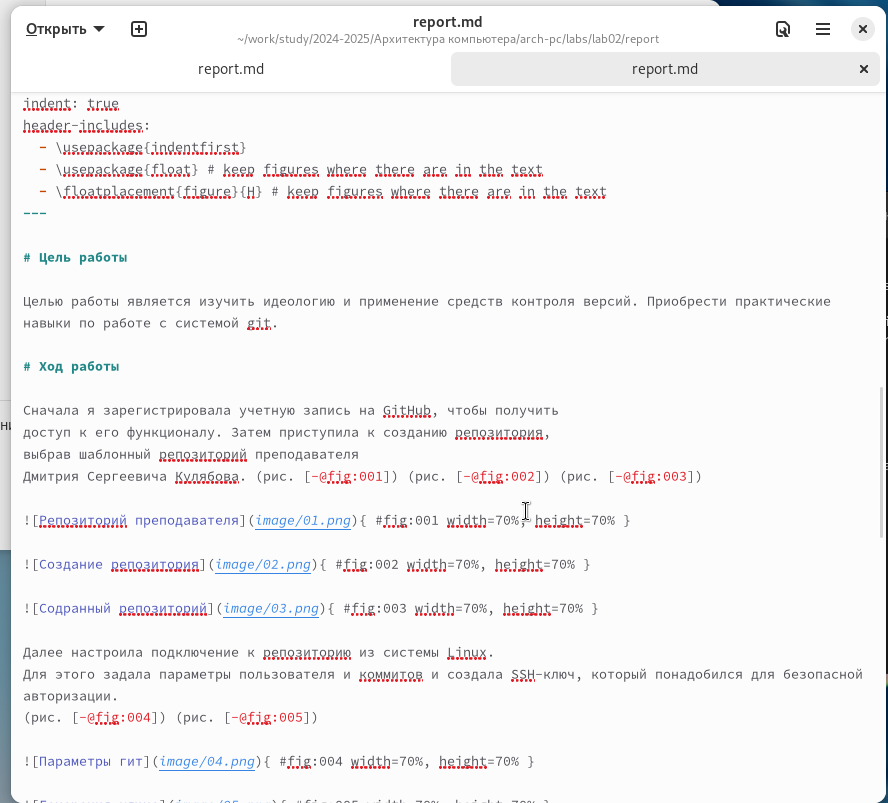 Открыть
report.md
~/work/study/2024-2025/Архитектура компьютера/arch-pc/labs/lab02/report
report.md
report.md
indent: true
header-includes:
- \usepackage{indentfirst}
- \usepackage{float} # keep figures where there are in the text
- \floatplacement{figure}{H} # keep figures where there are in the text
---
# Цель работы
Целью работы является изучить идеологию и применение средств контроля версий. Приобрести практические
навыки по работе с системой git.
# Ход работы
Сначала я зарегистрировала учетную запись на GitHub, чтобы получить
доступ к его функционалу. Затем приступила к созданию репозитория,
выбрав шаблонный репозиторий преподавателя
Дмитрия Сергеевича Кулябова. (рис. [-@fig:001]) (рис. [-@fig:002]) (рис. [-@fig:003])
![Репозиторий преподавателя](image/01.png){ #fig:001 width=70%, height=70% }
![Создание репозитория](image/02.png){ #fig:002 width=70%, height=70% }
![Содранный репозиторий](image/03.png){ #fig:003 width=70%, height=70% }
Далее настроила подключение к репозиторию из системы Linux.
Для этого задала параметры пользователя и коммитов и создала SSH-ключ, который понадобился для безопасной
авторизации.
(рис. [-@fig:004]) (рис. [-@fig:005])
![Параметры гит](image/04.png){ #fig:004 width=70%, height=70% }